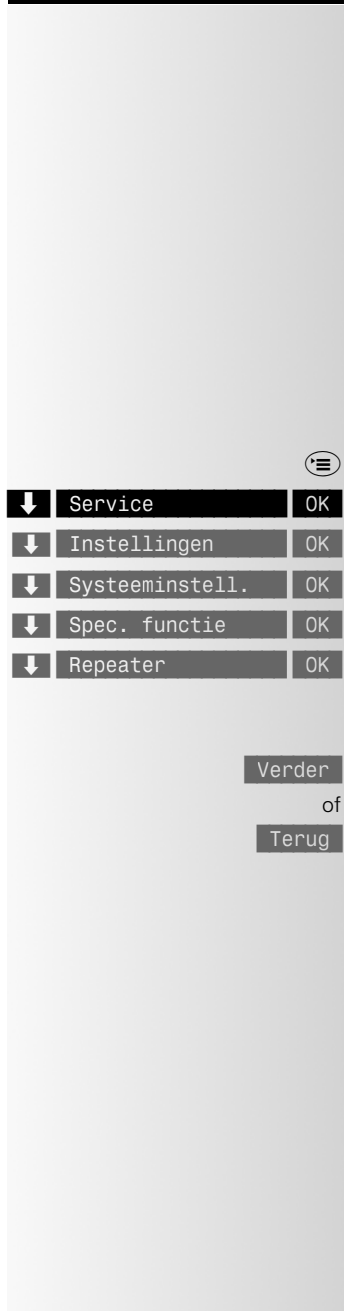 Service OK
Instellingen OK
Systeeminstell. OK
Spec. functie OK
Repeater OK
Verder
of
Terug